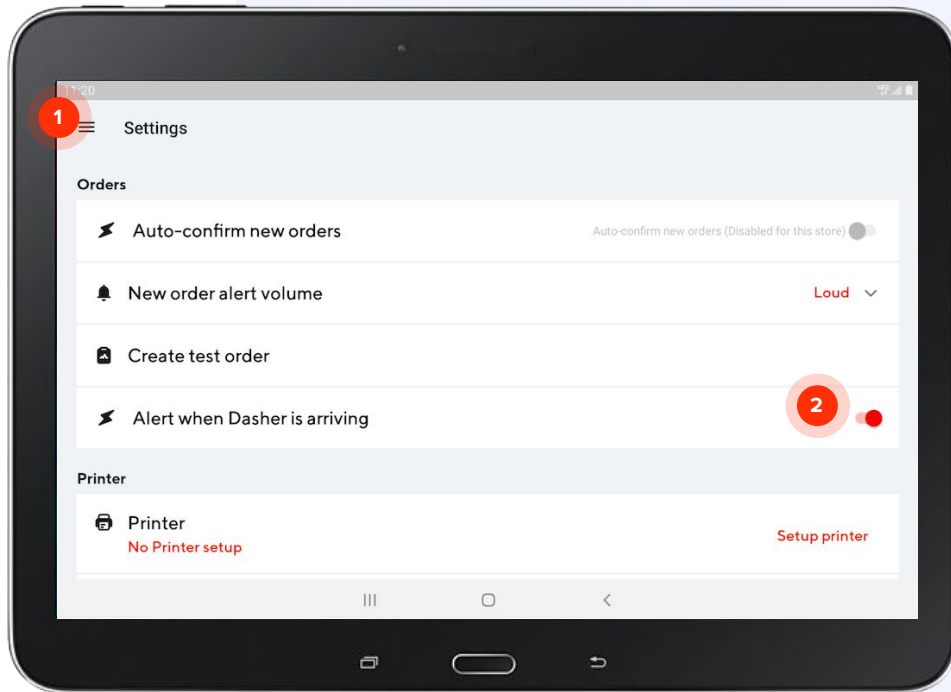 11:20
1
Settings
Orders
Auto-confirm new orders
Auto-confirm new orders (Disabled for this store)
New order alert volume
Loud
Create test order
Alert when Dasher is arriving
2
Printer
Printer
No Printer setup
Setup printer